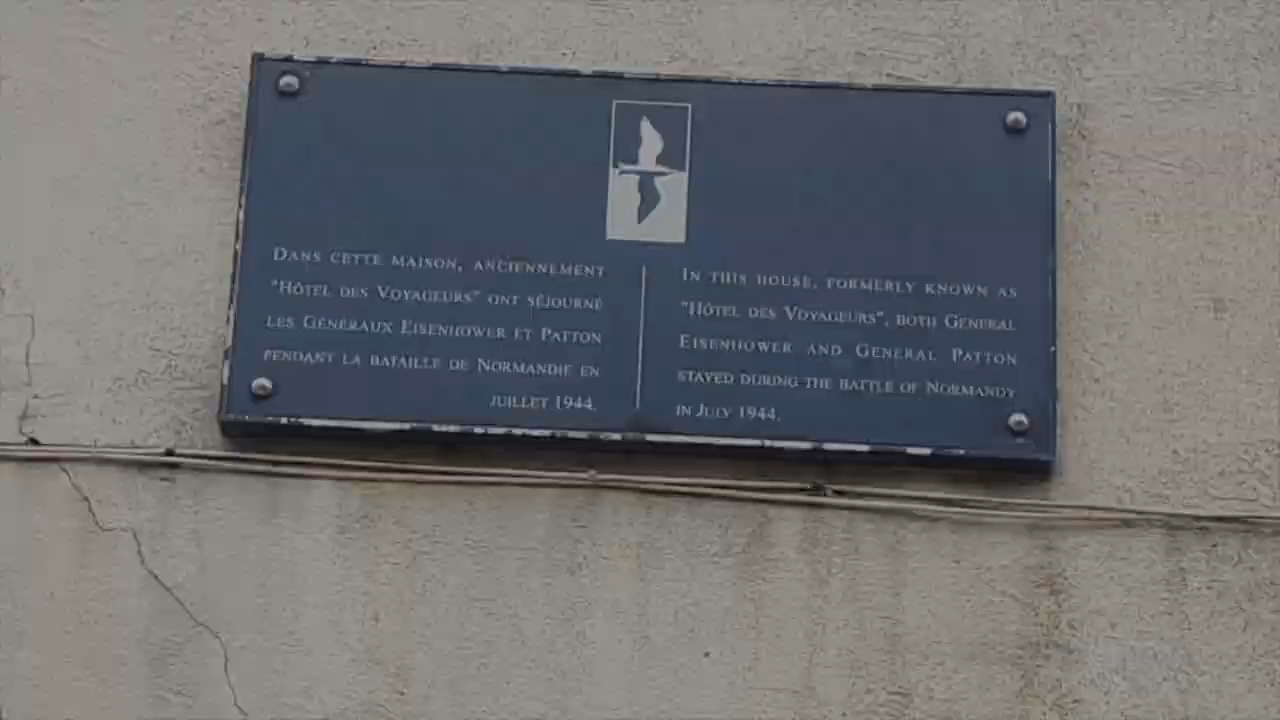 DANS CETTE MAISON, ANCIENNEMENT
"HÔTEL DES VOYAGEURS" ONT SÉJOURNÉ
LES GÉNÉRAUX EISENHOWER ET PATTON
PENDANT LA BATAILLE DE NORMANDIE EN
JUILLET 1944.
IN THIS HOUSE, FORMERLY KNOWN AS
"HÔTEL DES VOYAGEURS", BOTH GENERAL
EISENHOWER AND GENERAL PATTON
STAYED DURING THE BATTLE OF NORMANDY
IN JULY 1944.